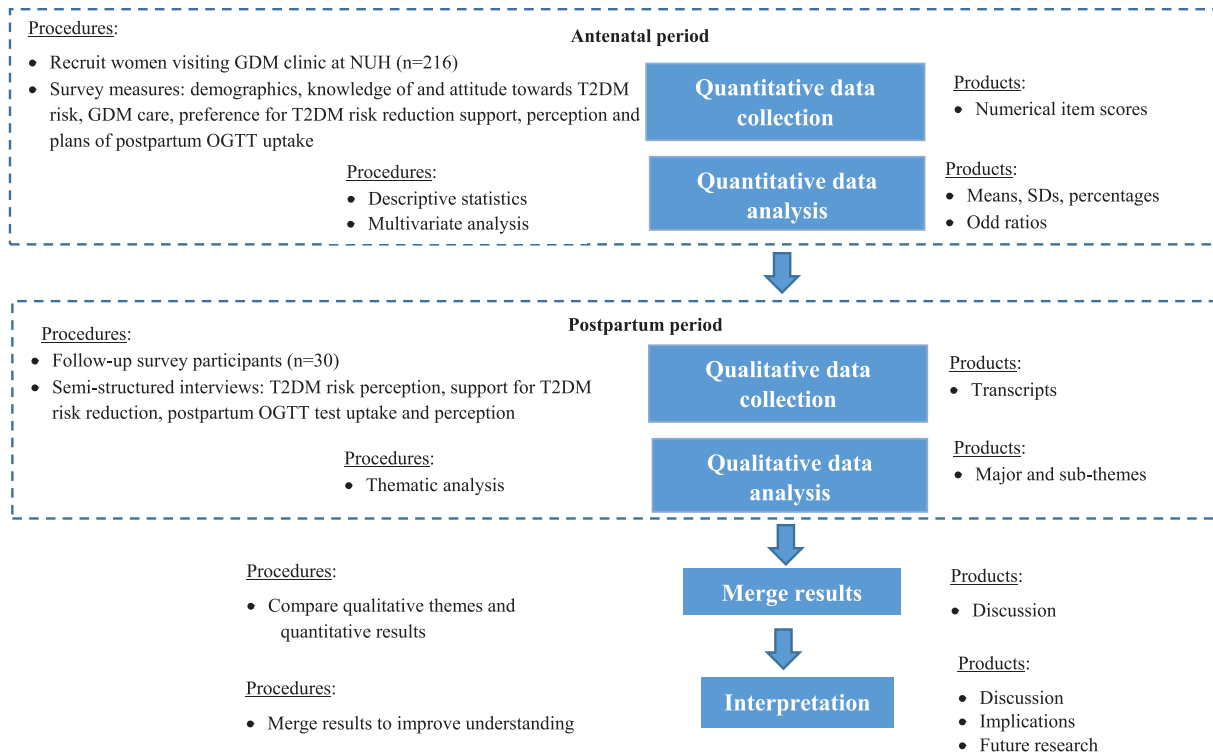 Procedures:
Antenatal period
• Recruit women visiting GDM clinic at NUH (n=216)
• Survey measures: demographics, knowledge of and attitude towards T2DM
risk, GDM care, preference for T2DM risk reduction support, perception and
plans of postpartum OGTT uptake
Quantitative data
collection
Products:
• Numerical item scores
Procedures:
• Descriptive statistics
• Multivariate analysis
Quantitative data
analysis
Products:
• Means, SDs, percentages
• Odd ratios
Postpartum period
Procedures:
• Follow-up survey participants (n=30)
• Semi-structured interviews: T2DM risk perception, support for T2DM
risk reduction, postpartum OGTT test uptake and perception
Qualitative data
collection
Products:
• Transcripts
Procedures:
• Thematic analysis
Qualitative data
analysis
Products:
• Major and sub-themes
Procedures:
• Compare qualitative themes and
quantitative results
Merge results
Products:
• Discussion
Procedures:
• Merge results to improve understanding
Interpretation
Products:
• Discussion
• Implications
• Future research